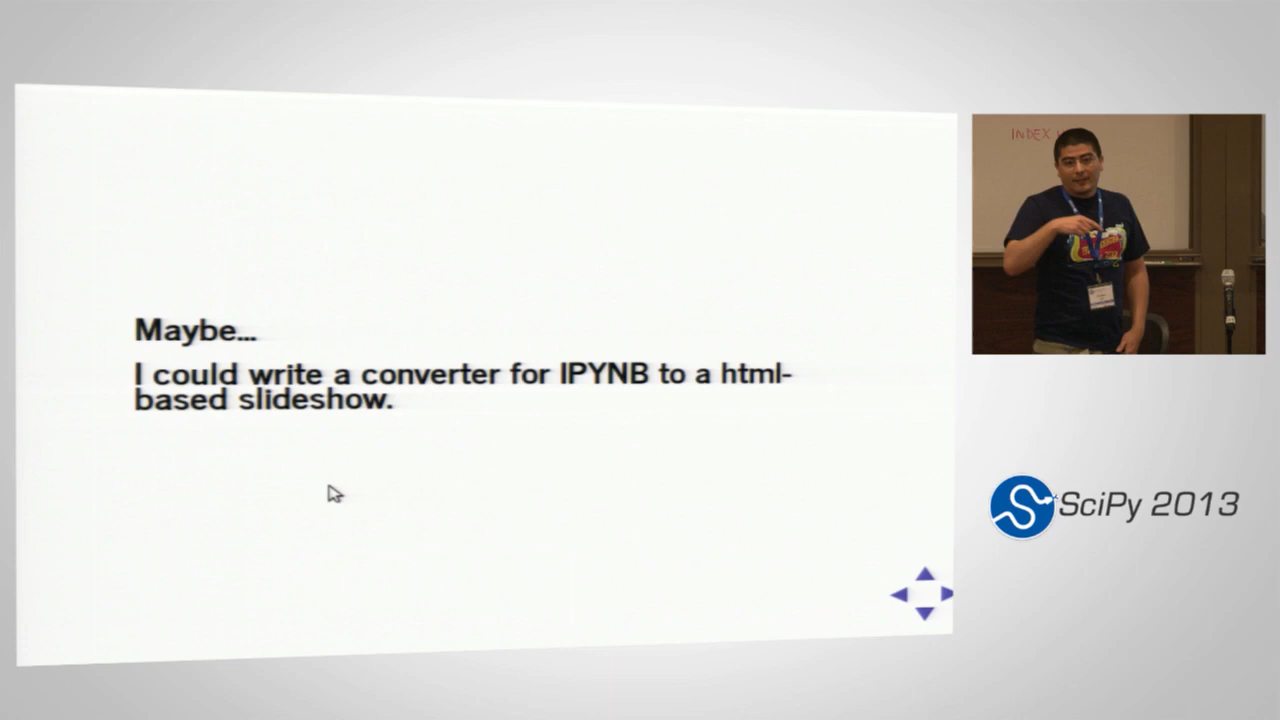 Maybe...
I could write a converter for IPYNB to a html-
based slideshow.
INDEX
SciPy 2013